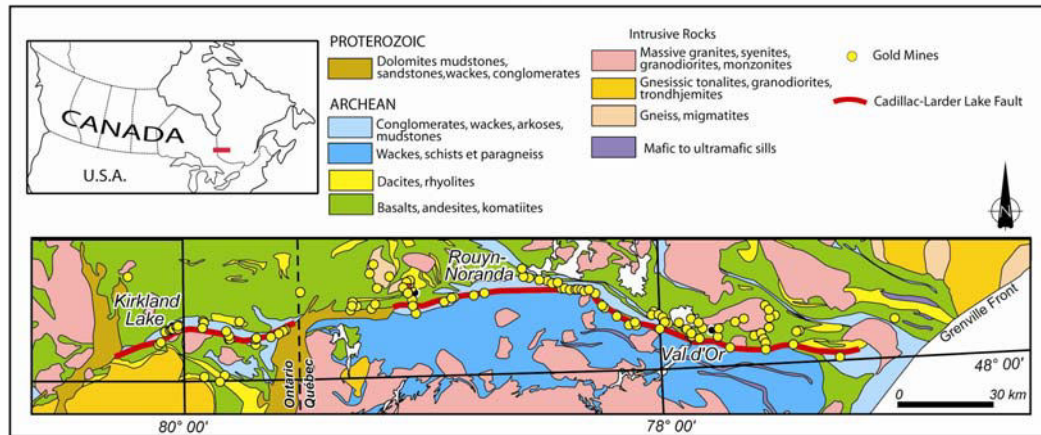 CANADA
U.S.A.
PROTEROZOIC
Dolomites mudstones,
sandstones,wackes, conglomerates
ARCHEAN
Conglomerates, wackes, arkoses,
mudstones
Wackes, schists et paragneiss
Dacites, rhyolites
Basalts, andesites, komatiites
Intrusive Rocks
Massive granites, syenites,
granodiorites, monzonites
Gnesissic tonalites, granodiorites,
trondhjemites
Gneiss, migmatites
Mafic to ultramafic sills
Gold Mines
Cadillac-Larder Lake Fault
N
Kirkland
Lake
Rouyn-
Noranda
Val d'Or
Ontario
Quebec
Grenville Front
48° 00'
0
30 km
80° 00'
78° 00'